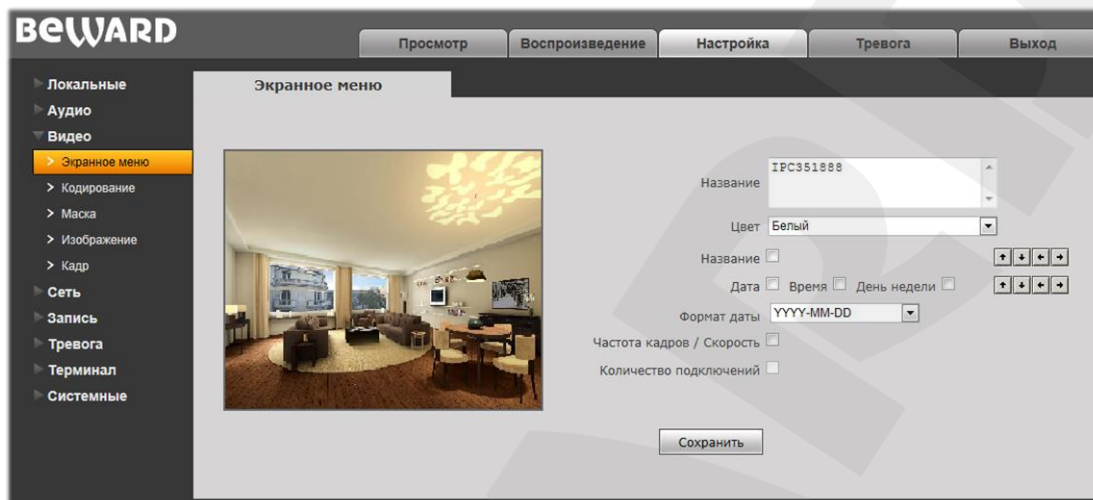 BEWARD
Просмотр Воспроизведение Настройка Тревога Выход
Локальные
Аудио
Видео
Экранное меню
Кодирование
Маска
Изображение
Кадр
Сеть
Запись
Тревога
Терминал
Системные
Экранное меню
Название IPC351888
Цвет Белый
Название
Дата Время День недели
Формат даты YYYY-MM-DD
Частота кадров / Скорость
Количество подключений
Сохранить